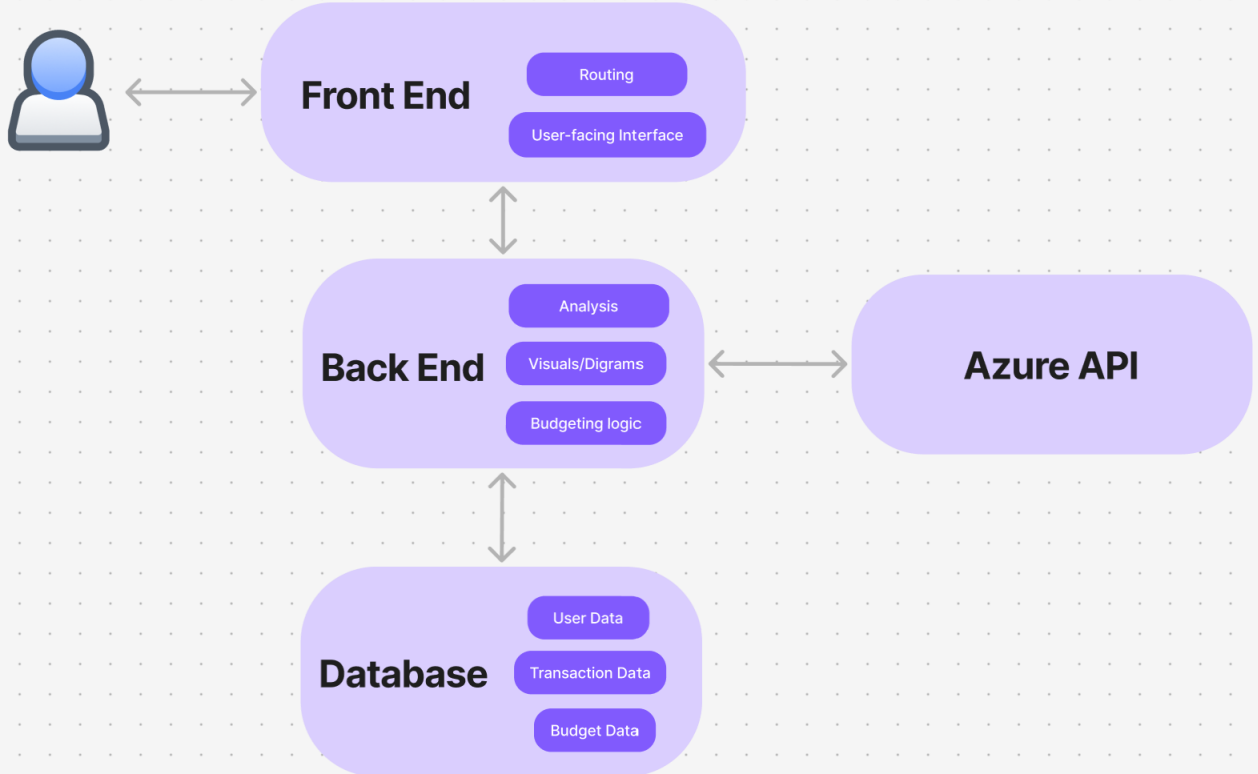 Front End
Routing
User-facing Interface
Back End
Analysis
Visuals/Digrams
Budgeting logic
Azure API
Database
User Data
Transaction Data
Budget Data